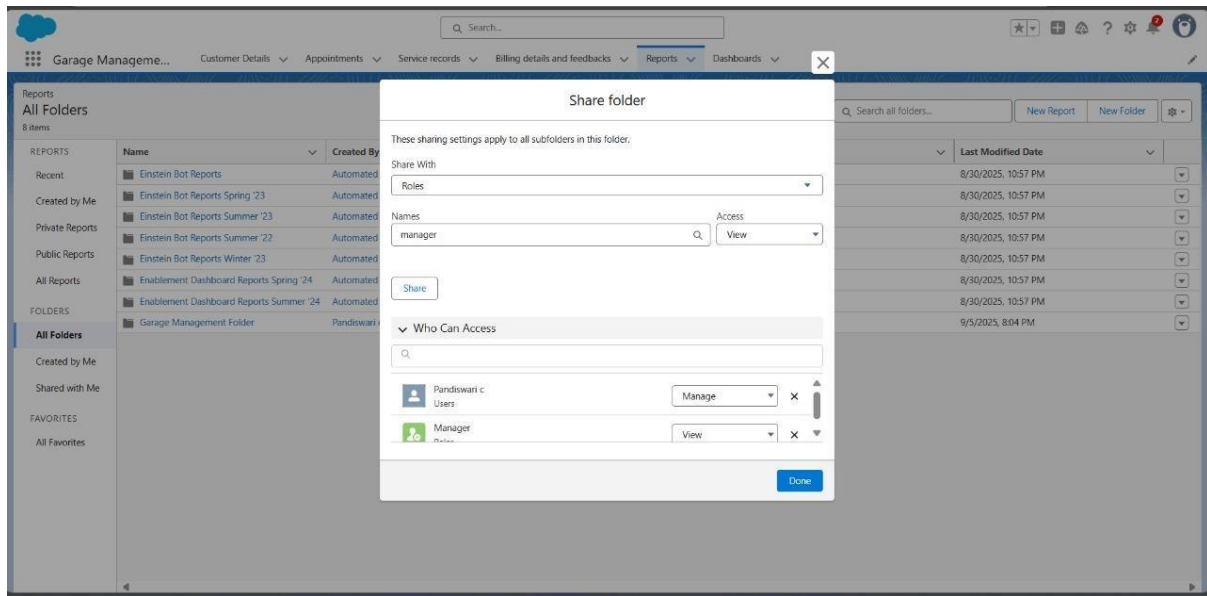 Search...
2
Garage Manageme... Customer Details Appointments Service records Billing details and feedbacks Reports Dashboards
Reports
All Folders
8 items
Search all folders...
New Report New Folder
REPORTS
Recent
Created by Me
Private Reports
Public Reports
All Reports
FOLDERS
All Folders
Created by Me
Shared with Me
FAVORITES
All Favorites
Name Created By Last Modified Date
Einstein Bot Reports Automated 8/30/2025, 10:57 PM
Einstein Bot Reports Spring '23 Automated 8/30/2025, 10:57 PM
Einstein Bot Reports Summer '23 Automated 8/30/2025, 10:57 PM
Einstein Bot Reports Summer '22 Automated 8/30/2025, 10:57 PM
Einstein Bot Reports Winter '23 Automated 8/30/2025, 10:57 PM
Enablement Dashboard Reports Spring '24 Automated 8/30/2025, 10:57 PM
Enablement Dashboard Reports Summer '24 Automated 8/30/2025, 10:57 PM
Garage Management Folder Pandiswari 9/5/2025, 8:04 PM
Share folder
These sharing settings apply to all subfolders in this folder.
Share With
Roles
Names Access
manager View
Share
Who Can Access
Pandiswari c
Users
Manage
Manager
Roles
View
Done